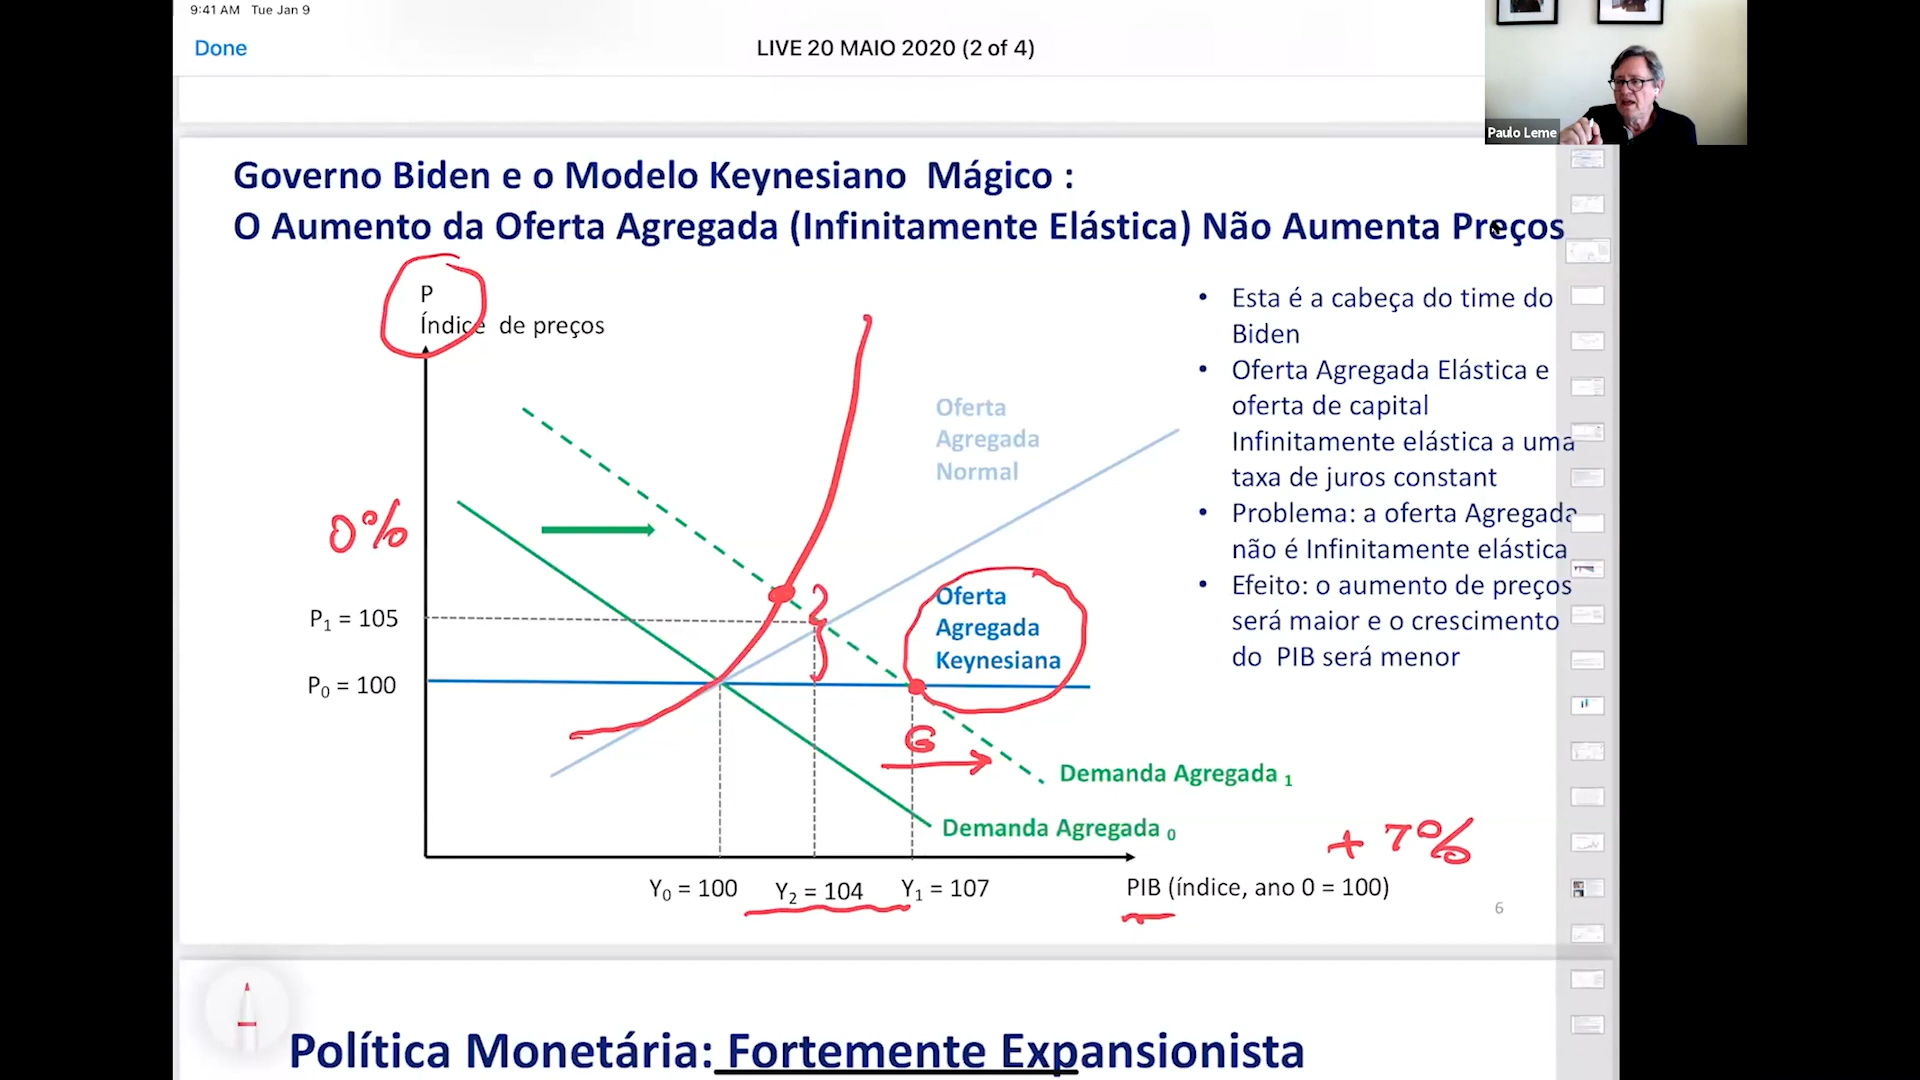 9:41 AM Tue Jan 9
Done
LIVE 20 MAIO 2020 (2 of 4)
Paulo Leme
Governo Biden e o Modelo Keynesiano Mágico :
O Aumento da Oferta Agregada (Infinitamente Elástica) Não Aumenta Preços
P
Índice de preços
Oferta
Agregada
Normal
0%
P1 = 105
P0 = 100
Oferta
Agregada
Keynesiana
G
Demanda Agregada 1
Demanda Agregada 0
+ 7%
Y0 = 100
Y2 = 104
Y1 = 107
PIB (índice, ano 0 = 100)
• Esta é a cabeça do time do
Biden
• Oferta Agregada Elástica e
oferta de capital
Infinitamente elástica a uma
taxa de juros constant
• Problema: a oferta Agregada
não é Infinitamente elástica
• Efeito: o aumento de preços
será maior e o crescimento
do PIB será menor
6
Política Monetária: Fortemente Expansionista